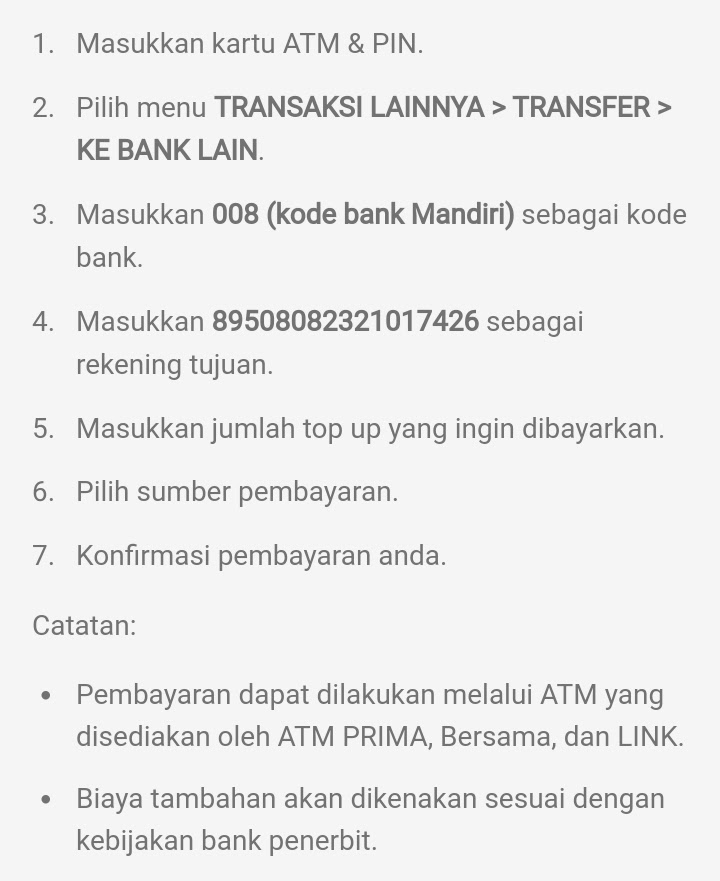 1. Masukkan kartu ATM & PIN.
2. Pilih menu TRANSAKSI LAINNYA > TRANSFER >
KE BANK LAIN.
3. Masukkan 008 (kode bank Mandiri) sebagai kode
bank.
4. Masukkan 89508082321017426 sebagai
rekening tujuan.
5. Masukkan jumlah top up yang ingin dibayarkan.
6. Pilih sumber pembayaran.
7. Konfirmasi pembayaran anda.
Catatan:
• Pembayaran dapat dilakukan melalui ATM yang
disediakan oleh ATM PRIMA, Bersama, dan LINK.
• Biaya tambahan akan dikenakan sesuai dengan
kebijakan bank penerbit.